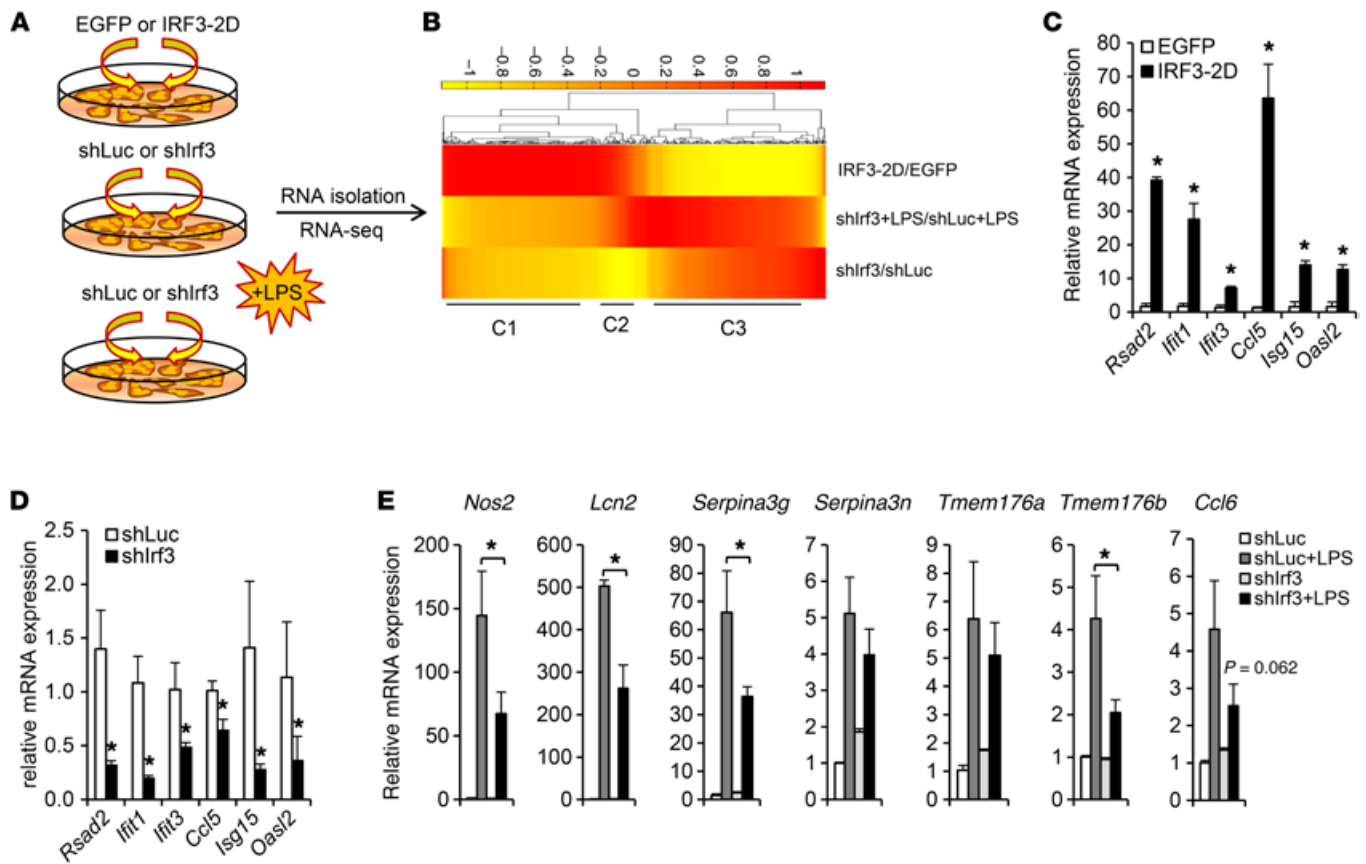 A
EGFP or IRF3-2D
shLuc or shIrf3
shLuc or shIrf3
+LPS
RNA isolation
RNA-seq
B
−1
−0.8
−0.6
−0.4
−0.2
0
0.2
0.4
0.6
0.8
1
IRF3-2D/EGFP
shIrf3+LPS/shLuc+LPS
shIrf3/shLuc
C1 C2 C3
C
EGFP
IRF3-2D
Relative mRNA expression
80
70
60
50
40
30
20
10
0
*
*
*
*
*
*
Rsad2
Ifit1
Ifit3
Ccl5
Isg15
Oasl2
D
shLuc
shIrf3
relative mRNA expression
2.5
2.0
1.5
1.0
0.5
0.0
*
*
*
*
*
*
Rsad2
Ifit1
Ifit3
Ccl5
Isg15
Oasl2
E
Relative mRNA expression
Nos2
200
150
100
50
0
*
Lcn2
600
500
400
300
200
100
0
*
Serpina3g
90
80
70
60
50
40
30
20
10
0
*
Serpina3n
7
6
5
4
3
2
1
0
Tmem176a
9
8
7
6
5
4
3
2
1
0
Tmem176b
6
5
4
3
2
1
0
*
Ccl6
7
6
5
4
3
2
1
0
P = 0.062
shLuc
shLuc+LPS
shIrf3
shIrf3+LPS